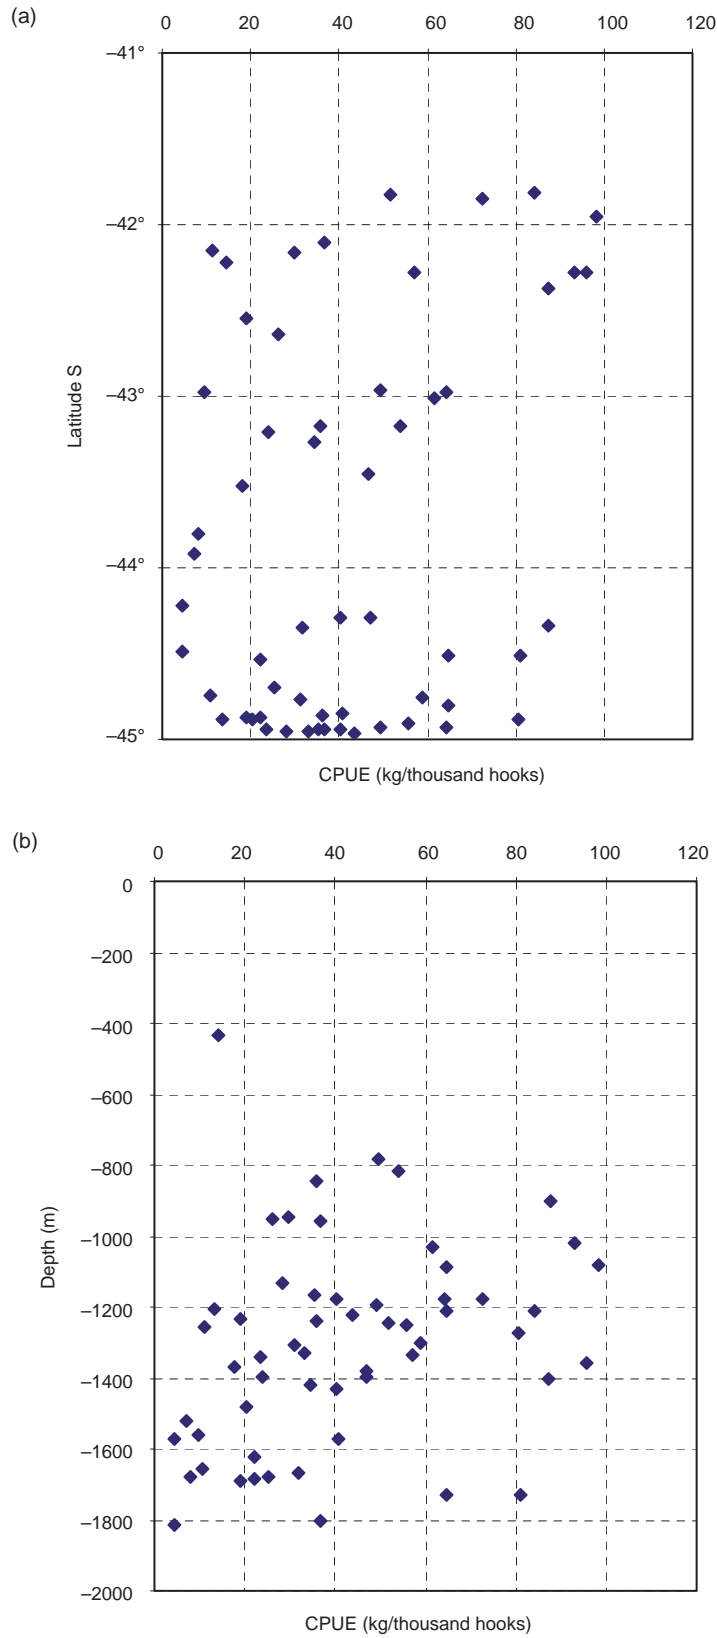 (a)
0 20 40 60 80 100 120
–41°
–42°
–43°
–44°
–45°
Latitude S
CPUE (kg/thousand hooks)
(b)
0 20 40 60 80 100 120
0
–200
–400
–600
–800
–1000
–1200
–1400
–1600
–1800
–2000
Depth (m)
CPUE (kg/thousand hooks)